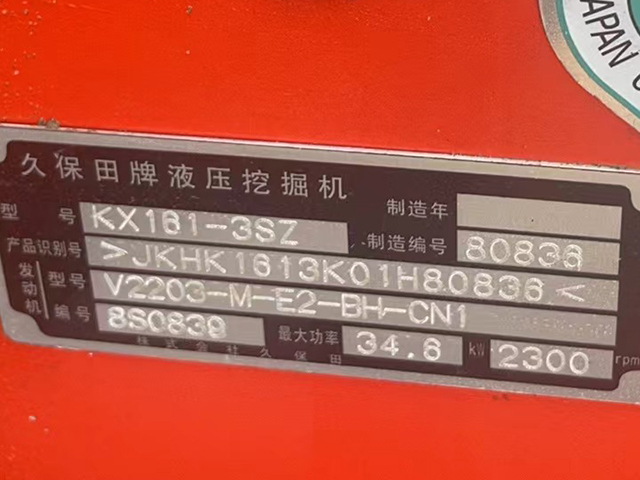 JAPAN
久保田牌液压挖掘机
型号 KX161-3SZ 制造年
产品识别号 >JKHK1613K01H80836< 制造编号 80836
发动机 型号 V2203-M-E2-BH-CN1
编号 8S0839 最大功率 34.6 kW 2300 rpm
株式会社久保田